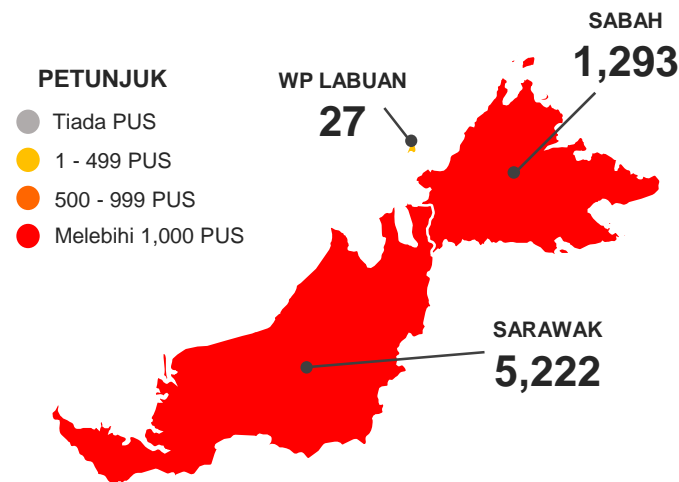 PETUNJUK
Tiada PUS
1 - 499 PUS
500 - 999 PUS
Melebihi 1,000 PUS
WP LABUAN
27
SABAH
1,293
SARAWAK
5,222